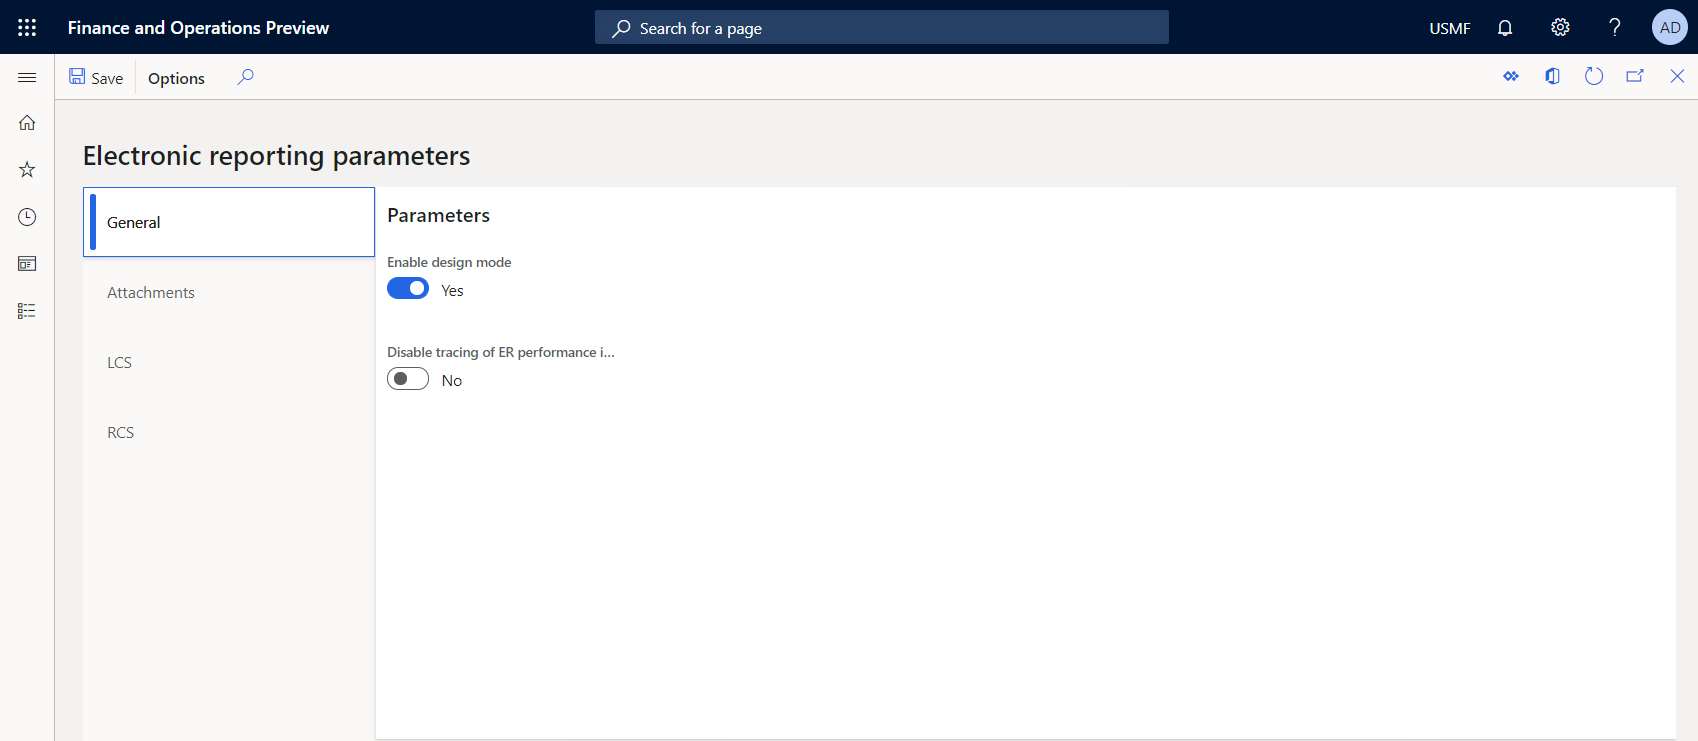 Finance and Operations Preview
Search for a page
USMF
AD
Save
Options
Electronic reporting parameters
General
Attachments
LCS
RCS
Parameters
Enable design mode
Yes
Disable tracing of ER performance i...
No